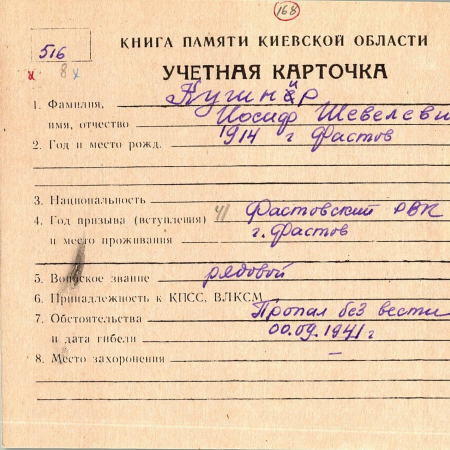 168
516
8
КНИГА ПАМЯТИ КИЕВСКОЙ ОБЛАСТИ
УЧЕТНАЯ КАРТОЧКА
1. Фамилия, Кушнір
имя, отчество Иосиф Шевелеви
2. Год и место рожд. 1914 г Фастов
3. Национальность
4. Год призыва (вступления) 41 Фастовский РВК
и место проживания г. Фастов
5. Воинское звание рядовой
6. Принадлежность к КПСС, ВЛКСМ
7. Обстоятельства Пропал без вести
и дата гибели 00.09.1941 г
8. Место захоронения —